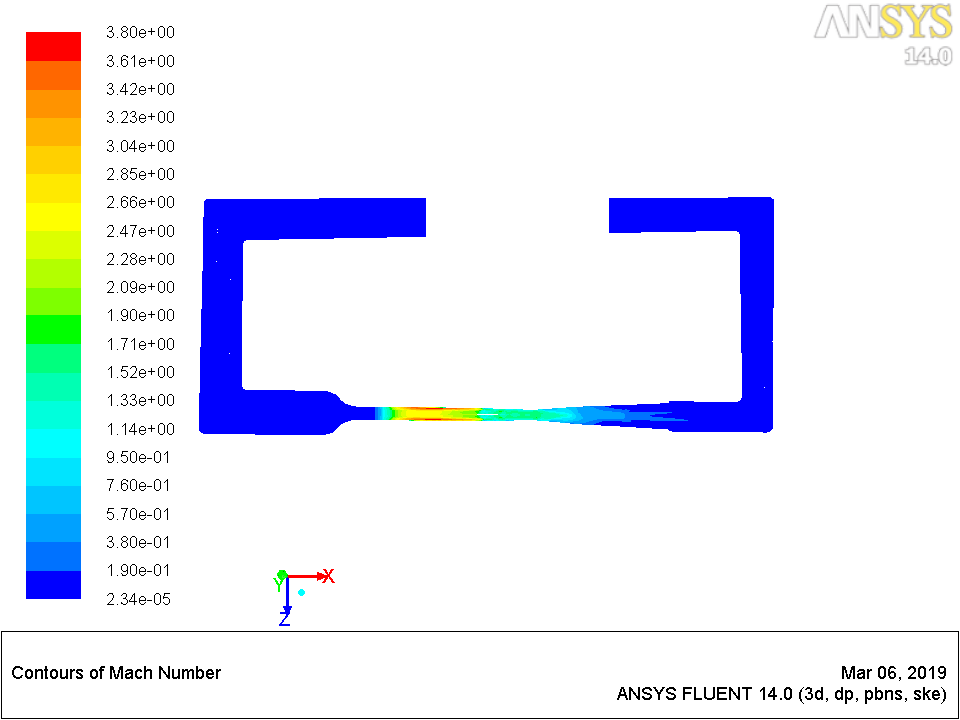 ANSYS
14.0
3.80e+00
3.61e+00
3.42e+00
3.23e+00
3.04e+00
2.85e+00
2.66e+00
2.47e+00
2.28e+00
2.09e+00
1.90e+00
1.71e+00
1.52e+00
1.33e+00
1.14e+00
9.50e-01
7.60e-01
5.70e-01
3.80e-01
1.90e-01
2.34e-05
X
Y
Z
Contours of Mach Number
Mar 06, 2019
ANSYS FLUENT 14.0 (3d, dp, pbns, ske)